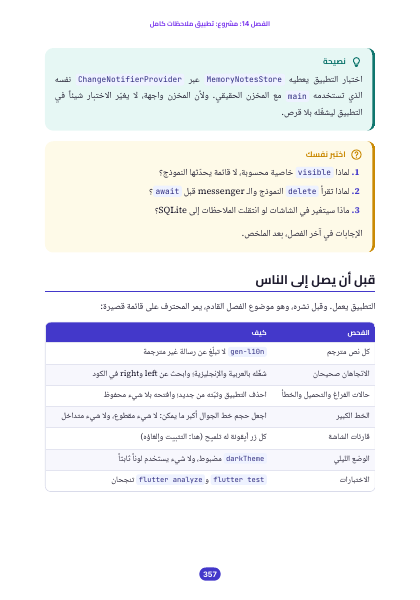 الفصل 14: مشروع: تطبيق ملاحظات كامل
نصيحة
اختبار التطبيق يعطيه MemoryNotesStore عبر ChangeNotifierProvider نفسه
الذي تستخدمه main مع المخزن الحقيقي. ولأن المخزن واجهة، لا يغيّر الاختبار شيئاً في
التطبيق ليشغّله بلا قرص.
اختبر نفسك
1. لماذا visible خاصية محسوبة، لا قائمة يحدّثها النموذج؟
2. لماذا تقرأ delete النموذج والـ messenger قبل await ؟
3. ماذا سيتغير في الشاشات لو انتقلت الملاحظات إلى SQLite؟
الإجابات في آخر الفصل، بعد الملخص.
قبل أن يصل إلى الناس
التطبيق يعمل. وقبل نشره، وهو موضوع الفصل القادم، يمر المحترف على قائمة قصيرة:
الفحص كيف
كل نص مترجم gen-l10n لا تبلّغ عن رسالة غير مترجمة
الاتجاهان صحيحان شغّله بالعربية والإنجليزية؛ وابحث عن left وright في الكود
حالات الفراغ والتحميل والخطأ احذف التطبيق وثبّته من جديد؛ وافتحه بلا شيء محفوظ
الخط الكبير اجعل حجم خط الجوال أكبر ما يمكن: لا شيء مقطوع، ولا شيء متداخل
قارئات الشاشة كل زر أيقونة له تلميح (هنا: التثبيت وإلغاؤه)
الوضع الليلي darkTheme مضبوط، ولا شيء يستخدم لوناً ثابتاً
الاختبارات flutter test و flutter analyze تنجحان
357